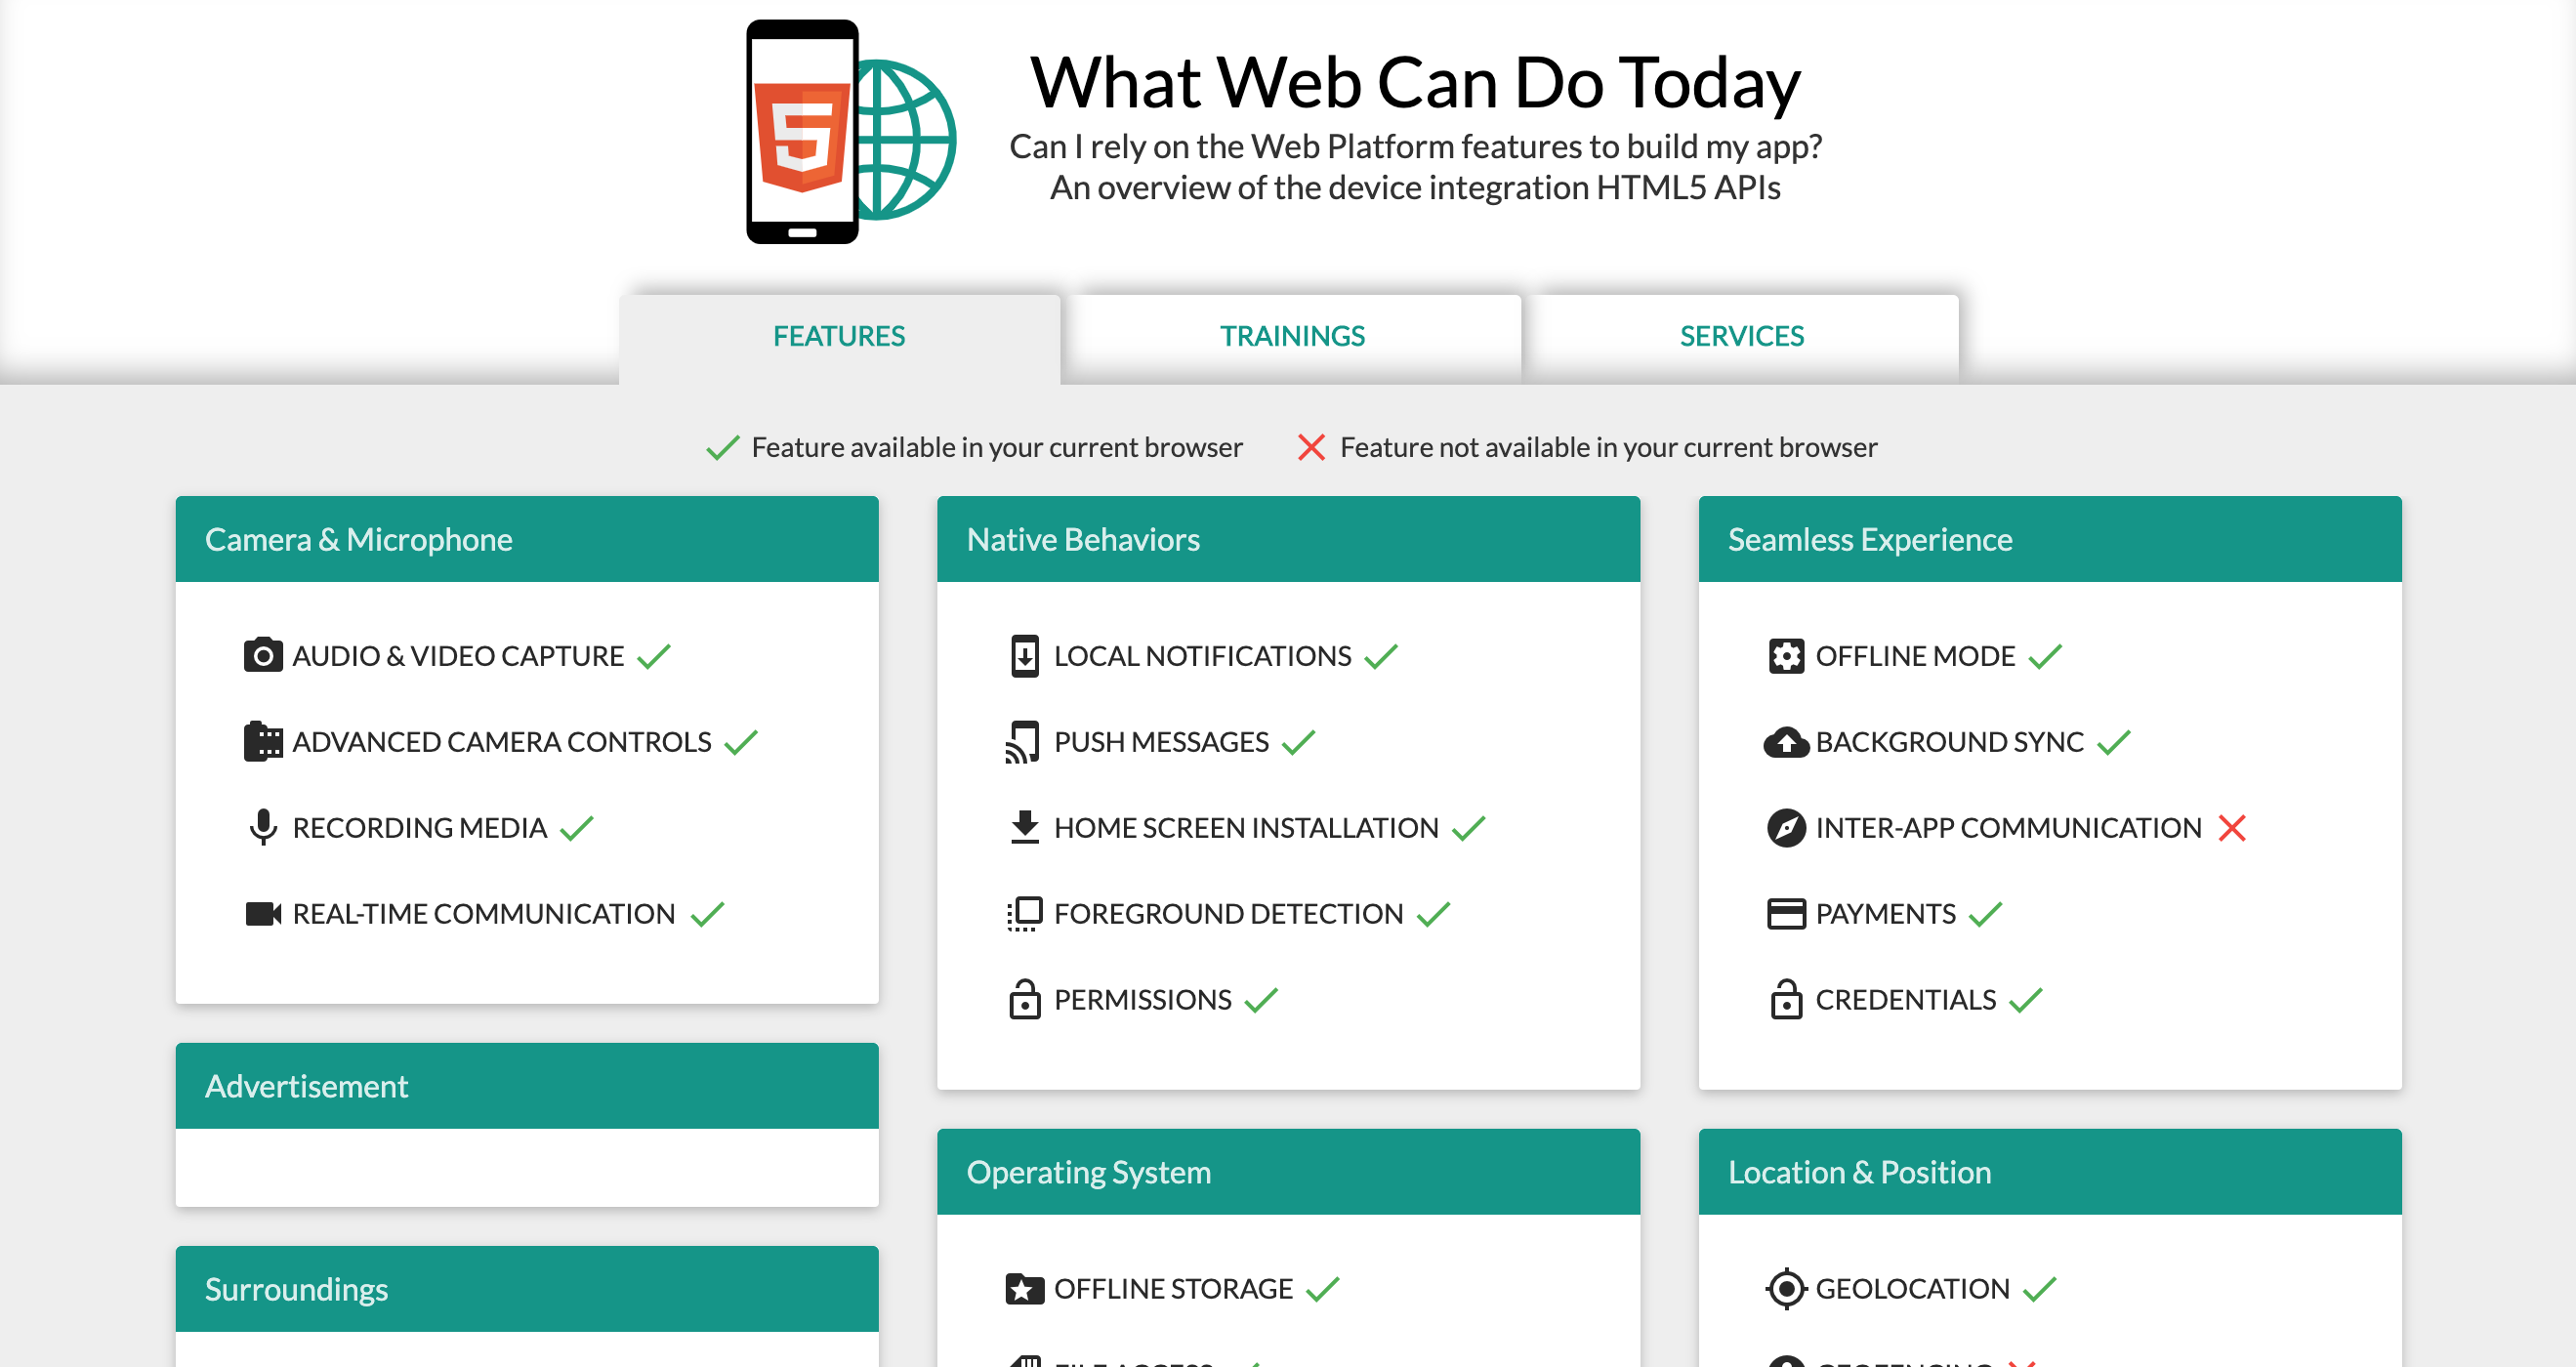 What Web Can Do Today
Can I rely on the Web Platform features to build my app?
An overview of the device integration HTML5 APIs
FEATURES
TRAININGS
SERVICES
Feature available in your current browser
Feature not available in your current browser
Camera & Microphone
AUDIO & VIDEO CAPTURE
ADVANCED CAMERA CONTROLS
RECORDING MEDIA
REAL-TIME COMMUNICATION
Advertisement
Surroundings
Native Behaviors
LOCAL NOTIFICATIONS
PUSH MESSAGES
HOME SCREEN INSTALLATION
FOREGROUND DETECTION
PERMISSIONS
Operating System
OFFLINE STORAGE
FILE ACCESS
Seamless Experience
OFFLINE MODE
BACKGROUND SYNC
INTER-APP COMMUNICATION
PAYMENTS
CREDENTIALS
Location & Position
GEOLOCATION
GEOFENCING